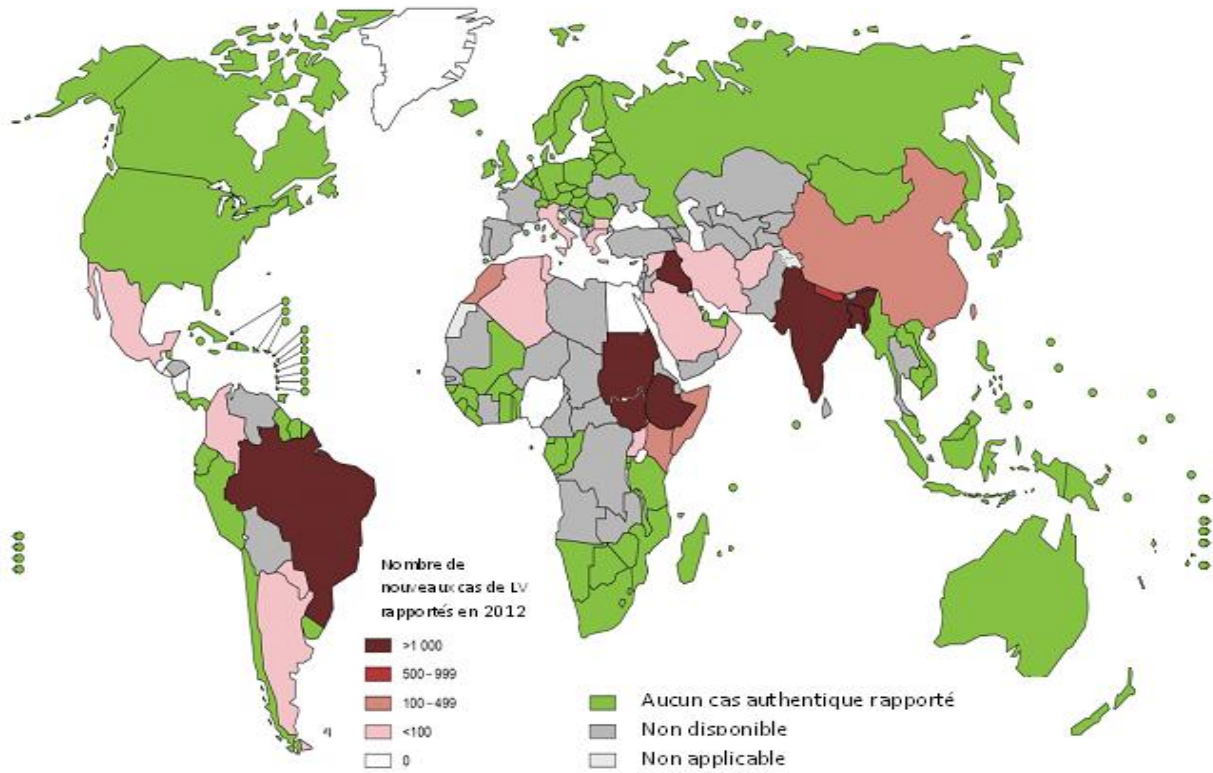 Nombre de
nouveaux cas de LV
rapportés en 2012
>1 000
500–999
100–499
<100
0
Aucun cas authentique rapporté
Non disponible
Non applicable